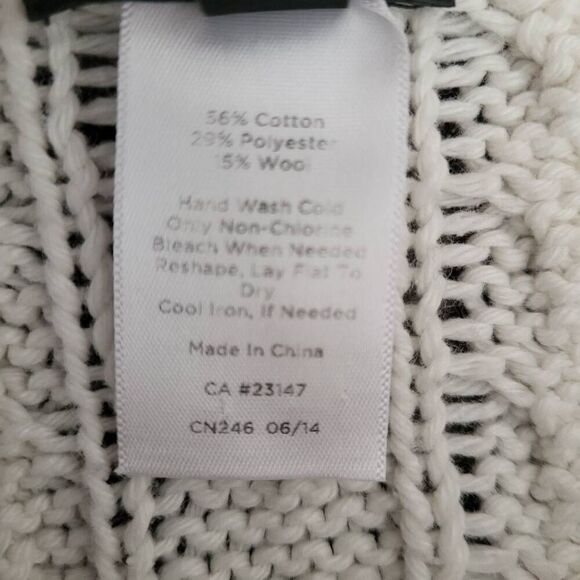 56% Cotton
29% Polyester
15% Wool
Hand Wash Cold
Only Non-Chlorine
Bleach When Needed
Reshape, Lay Flat To
Dry
Cool Iron, If Needed
Made In China
CA #23147
CN246 06/14